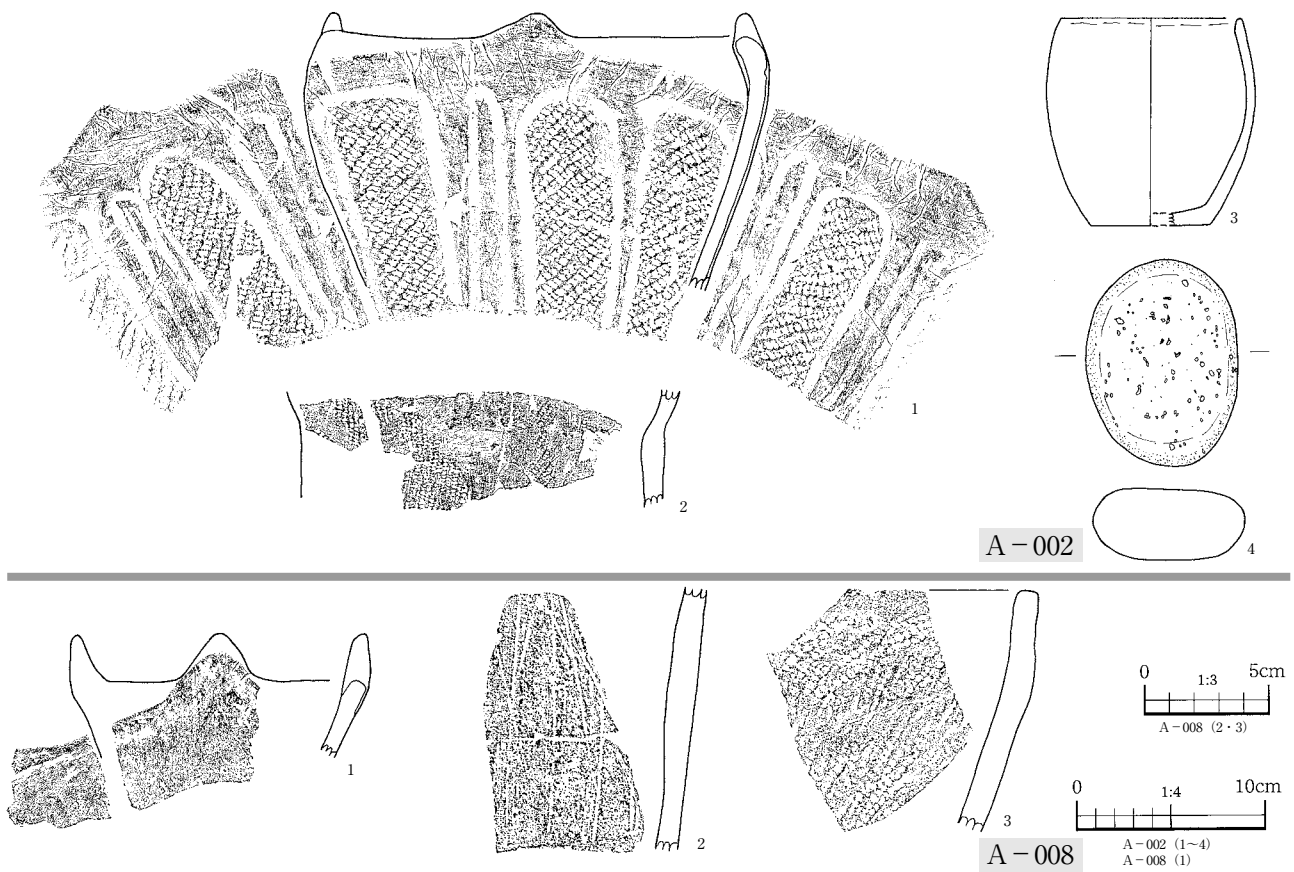 1
2
3
4
A－002
1
2
3
A－008
0 5cm
1:3
A－008（2・3）
0 10cm
1:4
A－002（1～4）
A－008（1）